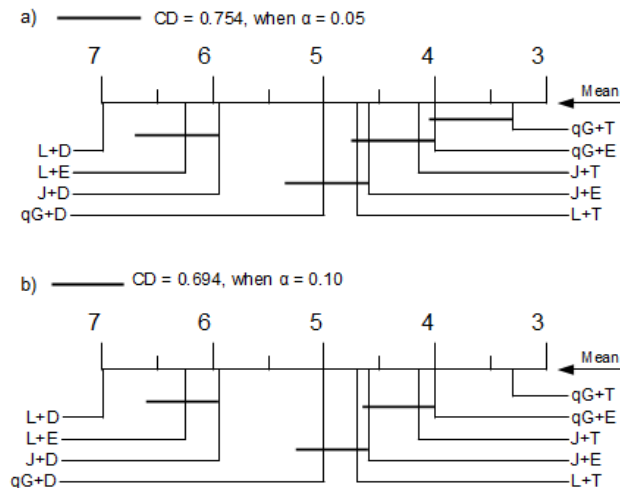 a) CD = 0.754, when α = 0.05
7 6 5 4 3
Mean
L+D qG+T
L+E qG+E
J+D J+T
qG+D J+E
L+T
b) CD = 0.694, when α = 0.10
7 6 5 4 3
Mean
L+D qG+T
L+E qG+E
J+D J+T
qG+D J+E
L+T